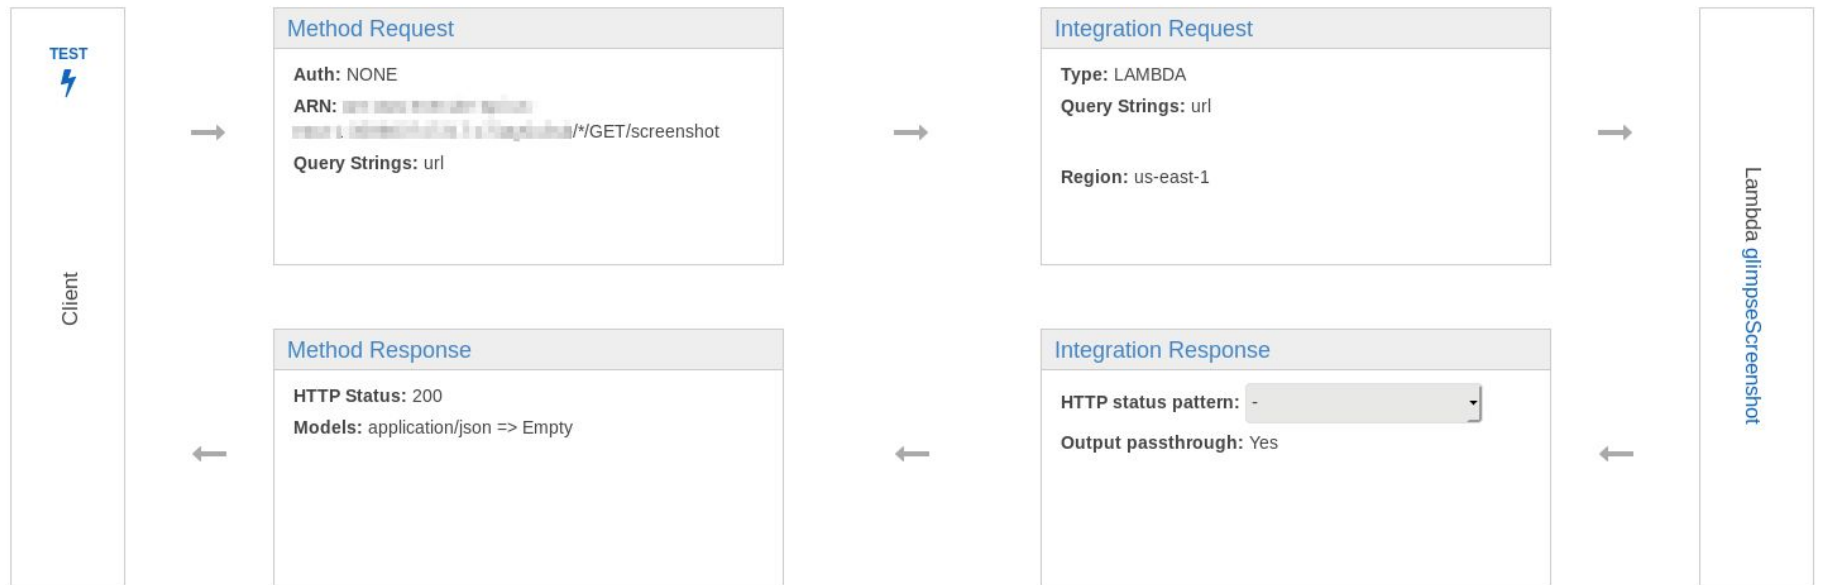 TEST
Client
Method Request
Auth: NONE
ARN:
/*/GET/screenshot
Query Strings: url
Integration Request
Type: LAMBDA
Query Strings: url
Region: us-east-1
Lambda glimpseScreenshot
Method Response
HTTP Status: 200
Models: application/json => Empty
Integration Response
HTTP status pattern: -
Output passthrough: Yes